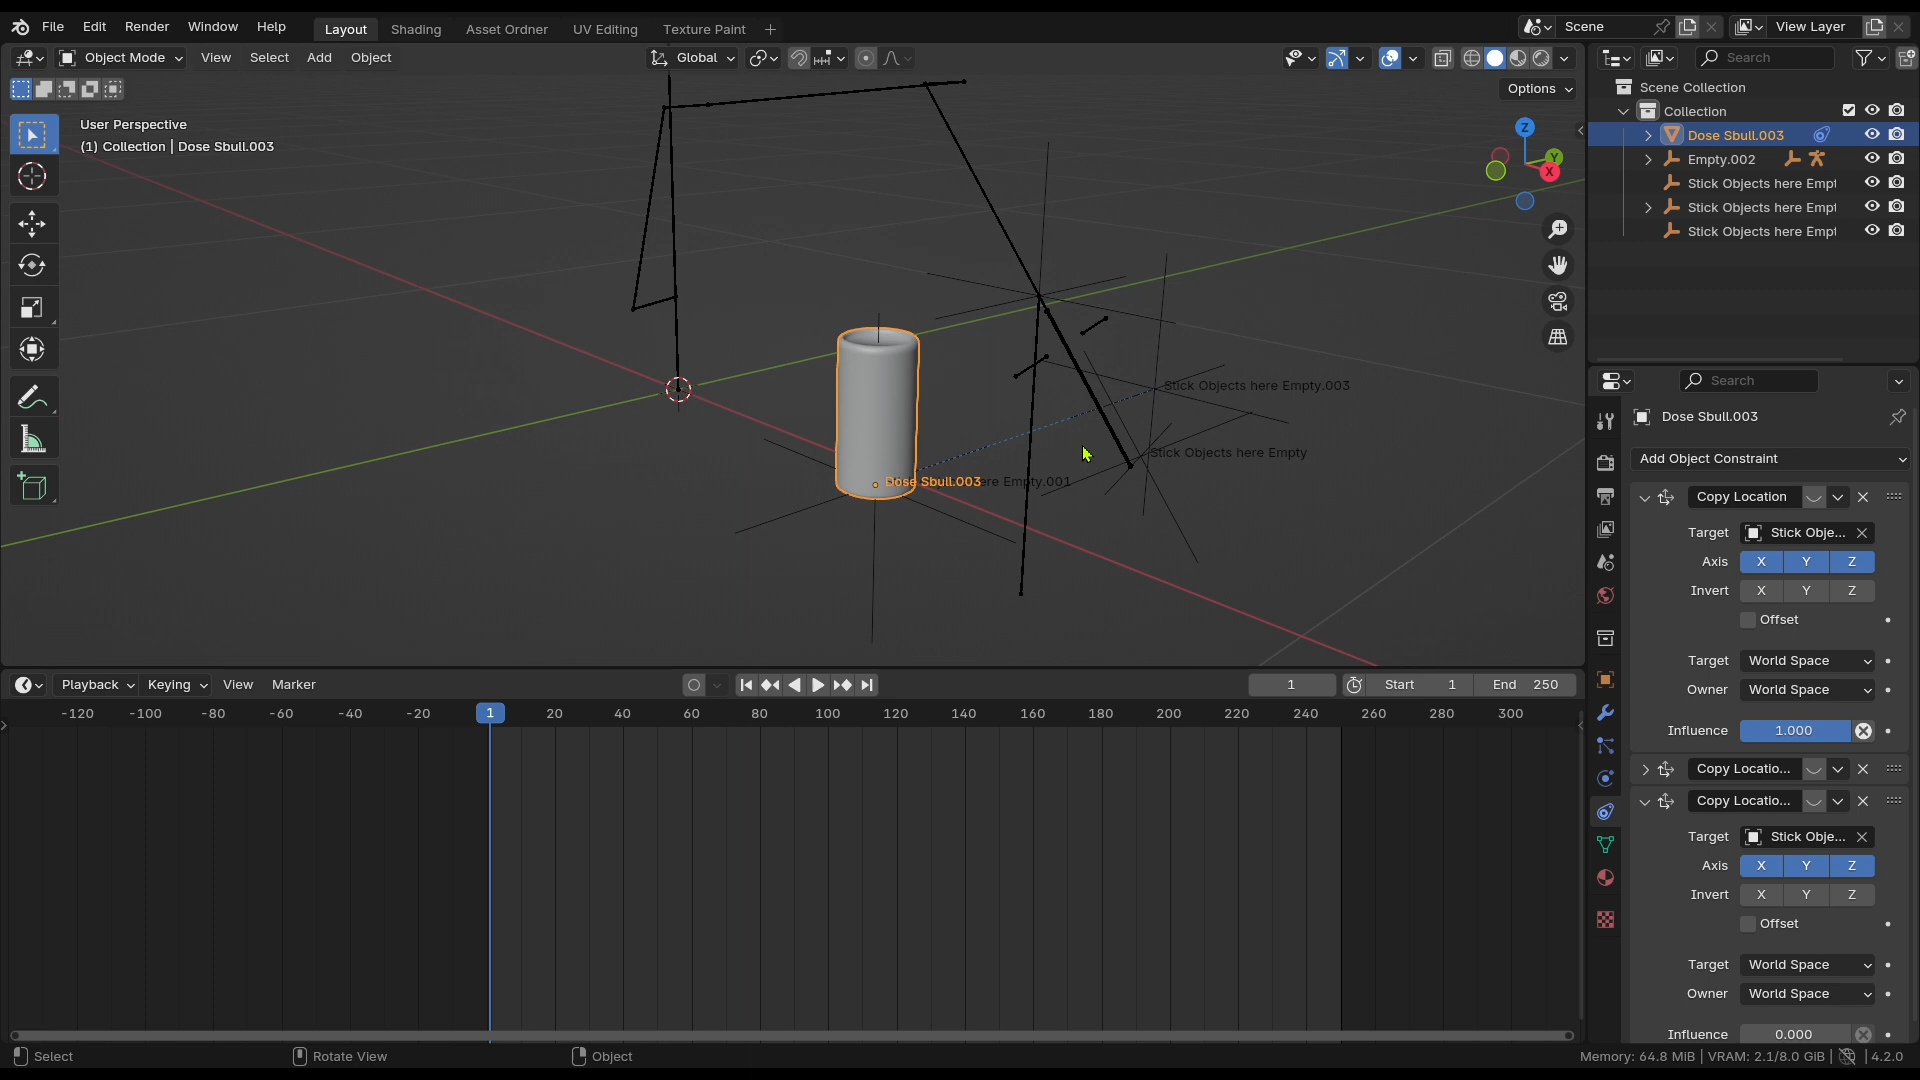 File Edit Render Window Help Layout Shading Asset Order UV Editing Texture Paint + Scene View Layer
Object Mode View Select Add Object Global Search
Options
User Perspective
(1) Collection | Dose Sbull.003
Z
Y
X
Stick Objects here Empty.003
Stick Objects here Empty
Dose Sbull.003
ere Empty.001
Scene Collection
Collection
Dose Sbull.003
Empty.002
Stick Objects here Empt
Stick Objects here Empt
Stick Objects here Empt
Search
Dose Sbull.003
Add Object Constraint
Copy Location
Target Stick Obje...
Axis X Y Z
Invert X Y Z
Offset
Target World Space
Owner World Space
Influence 1.000
Copy Locatio...
Copy Locatio...
Target Stick Obje...
Axis X Y Z
Invert X Y Z
Offset
Target World Space
Owner World Space
Influence 0.000
Playback Keying View Marker 1 Start 1 End 250
-120 -100 -80 -60 -40 -20 1 20 40 60 80 100 120 140 160 180 200 220 240 260 280 300
Select Rotate View Object Memory: 64.8 MiB | VRAM: 2.1/8.0 GiB | 4.2.0